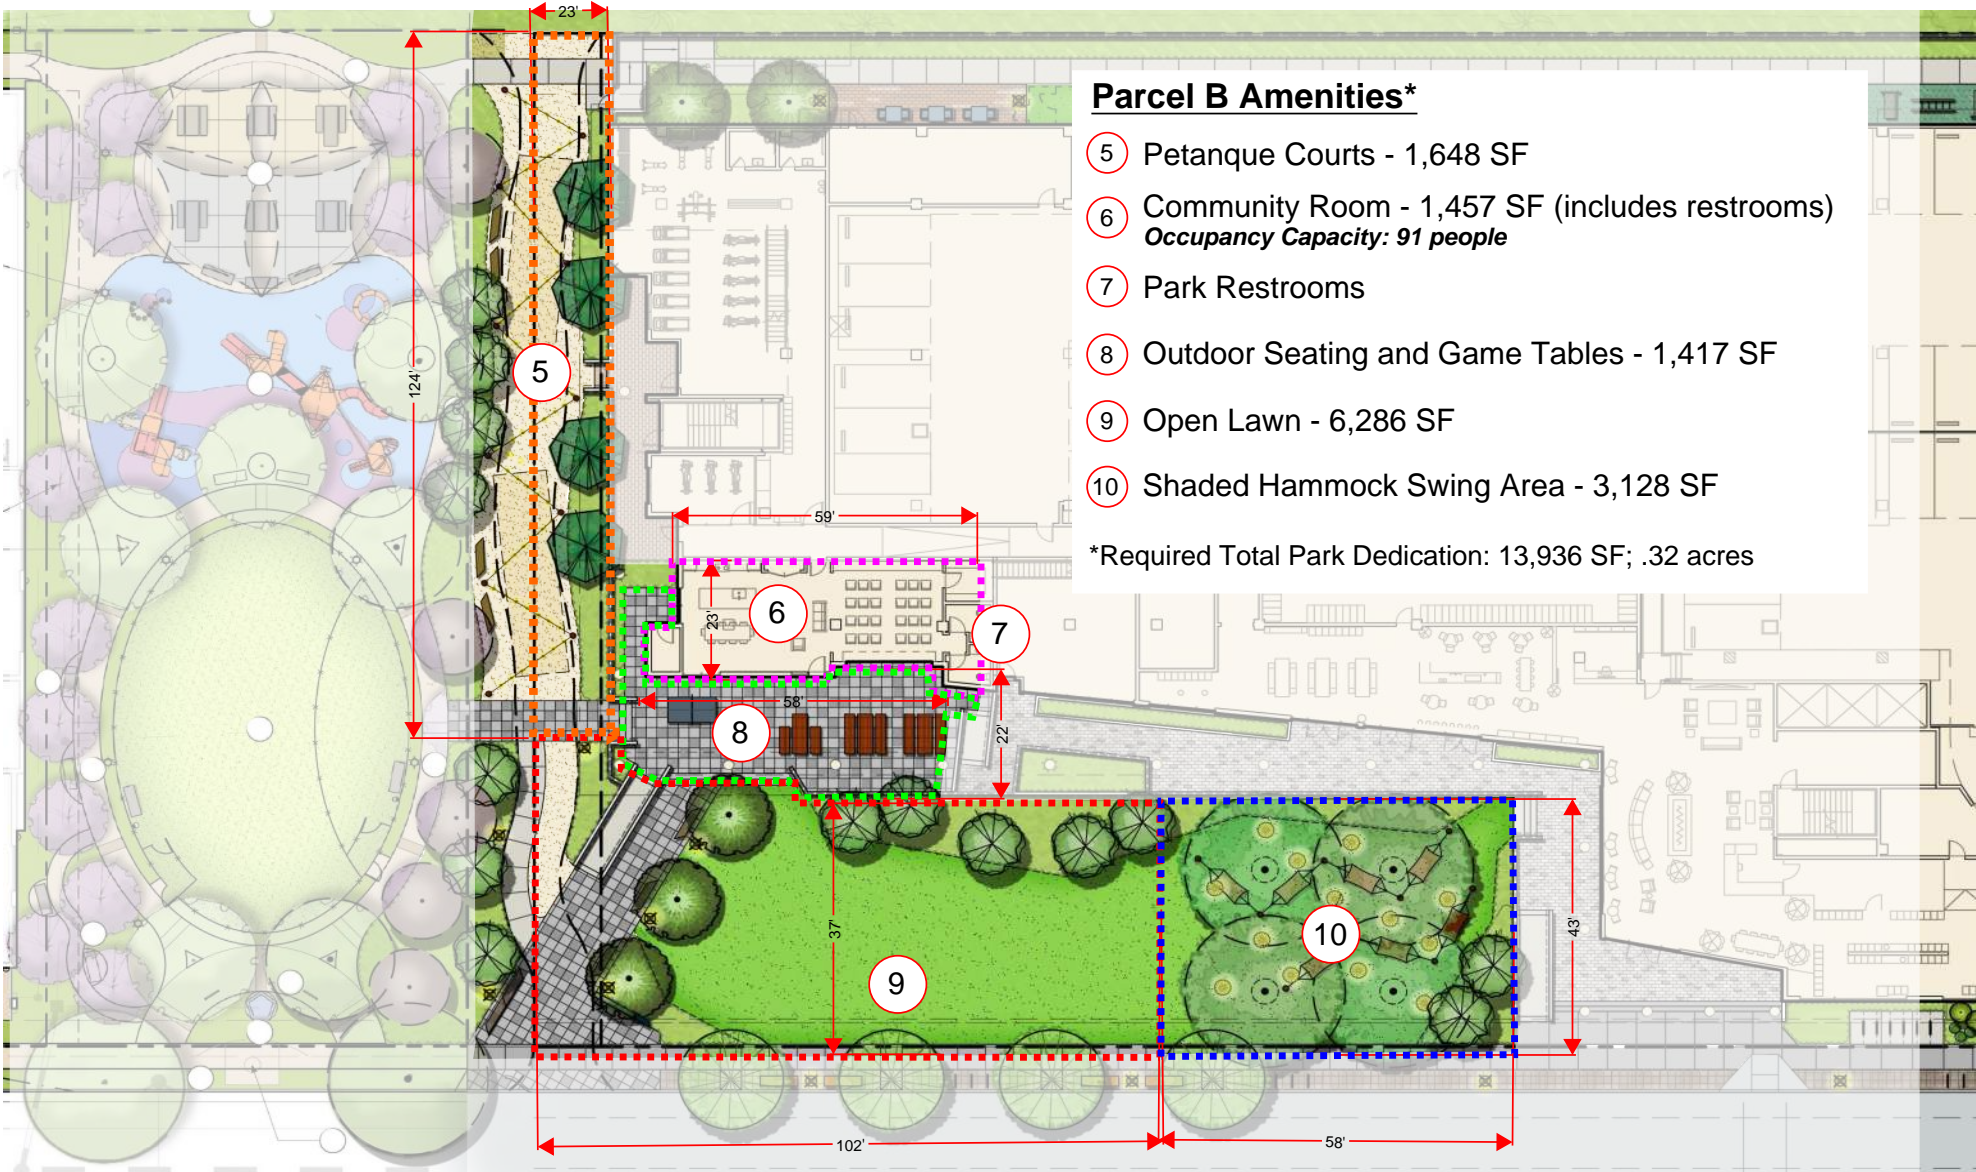 23'
Parcel B Amenities*
5 Petanque Courts - 1,648 SF
6 Community Room - 1,457 SF (includes restrooms)
Occupancy Capacity: 91 people
7 Park Restrooms
8 Outdoor Seating and Game Tables - 1,417 SF
9 Open Lawn - 6,286 SF
10 Shaded Hammock Swing Area - 3,128 SF
*Required Total Park Dedication: 13,936 SF; .32 acres
124'
5
59'
6
23'
7
58'
8
22'
37'
9
10
43'
102'
58'